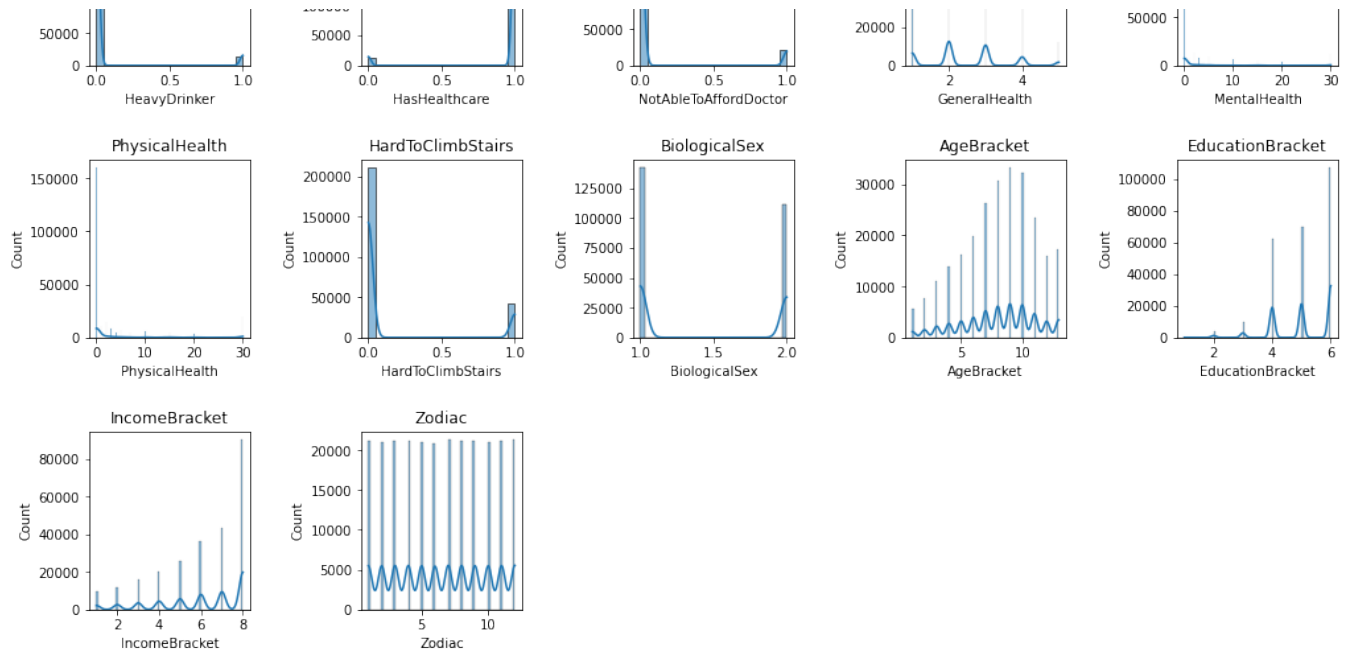 150000
50000
50000
20000
50000
100000
50000
0
0
0
0
0
0.0 0.5 1.0
0.0 0.5 1.0
0.0 0.5 1.0
2 4
0 10 20 30
HeavyDrinker
HasHealthcare
NotAbleToAffordDoctor
GeneralHealth
MentalHealth
PhysicalHealth
150000
100000
50000
0
Count
0 10 20 30
PhysicalHealth
HardToClimbStairs
200000
150000
100000
50000
0
Count
0.0 0.5 1.0
HardToClimbStairs
BiologicalSex
125000
100000
75000
50000
25000
0
Count
1.0 1.5 2.0
BiologicalSex
AgeBracket
30000
20000
10000
0
Count
5 10
AgeBracket
EducationBracket
100000
80000
60000
40000
20000
0
Count
2 4 6
EducationBracket
IncomeBracket
80000
60000
40000
20000
0
Count
2 4 6 8
IncomeBracket
Zodiac
20000
15000
10000
5000
0
Count
5 10
Zodiac